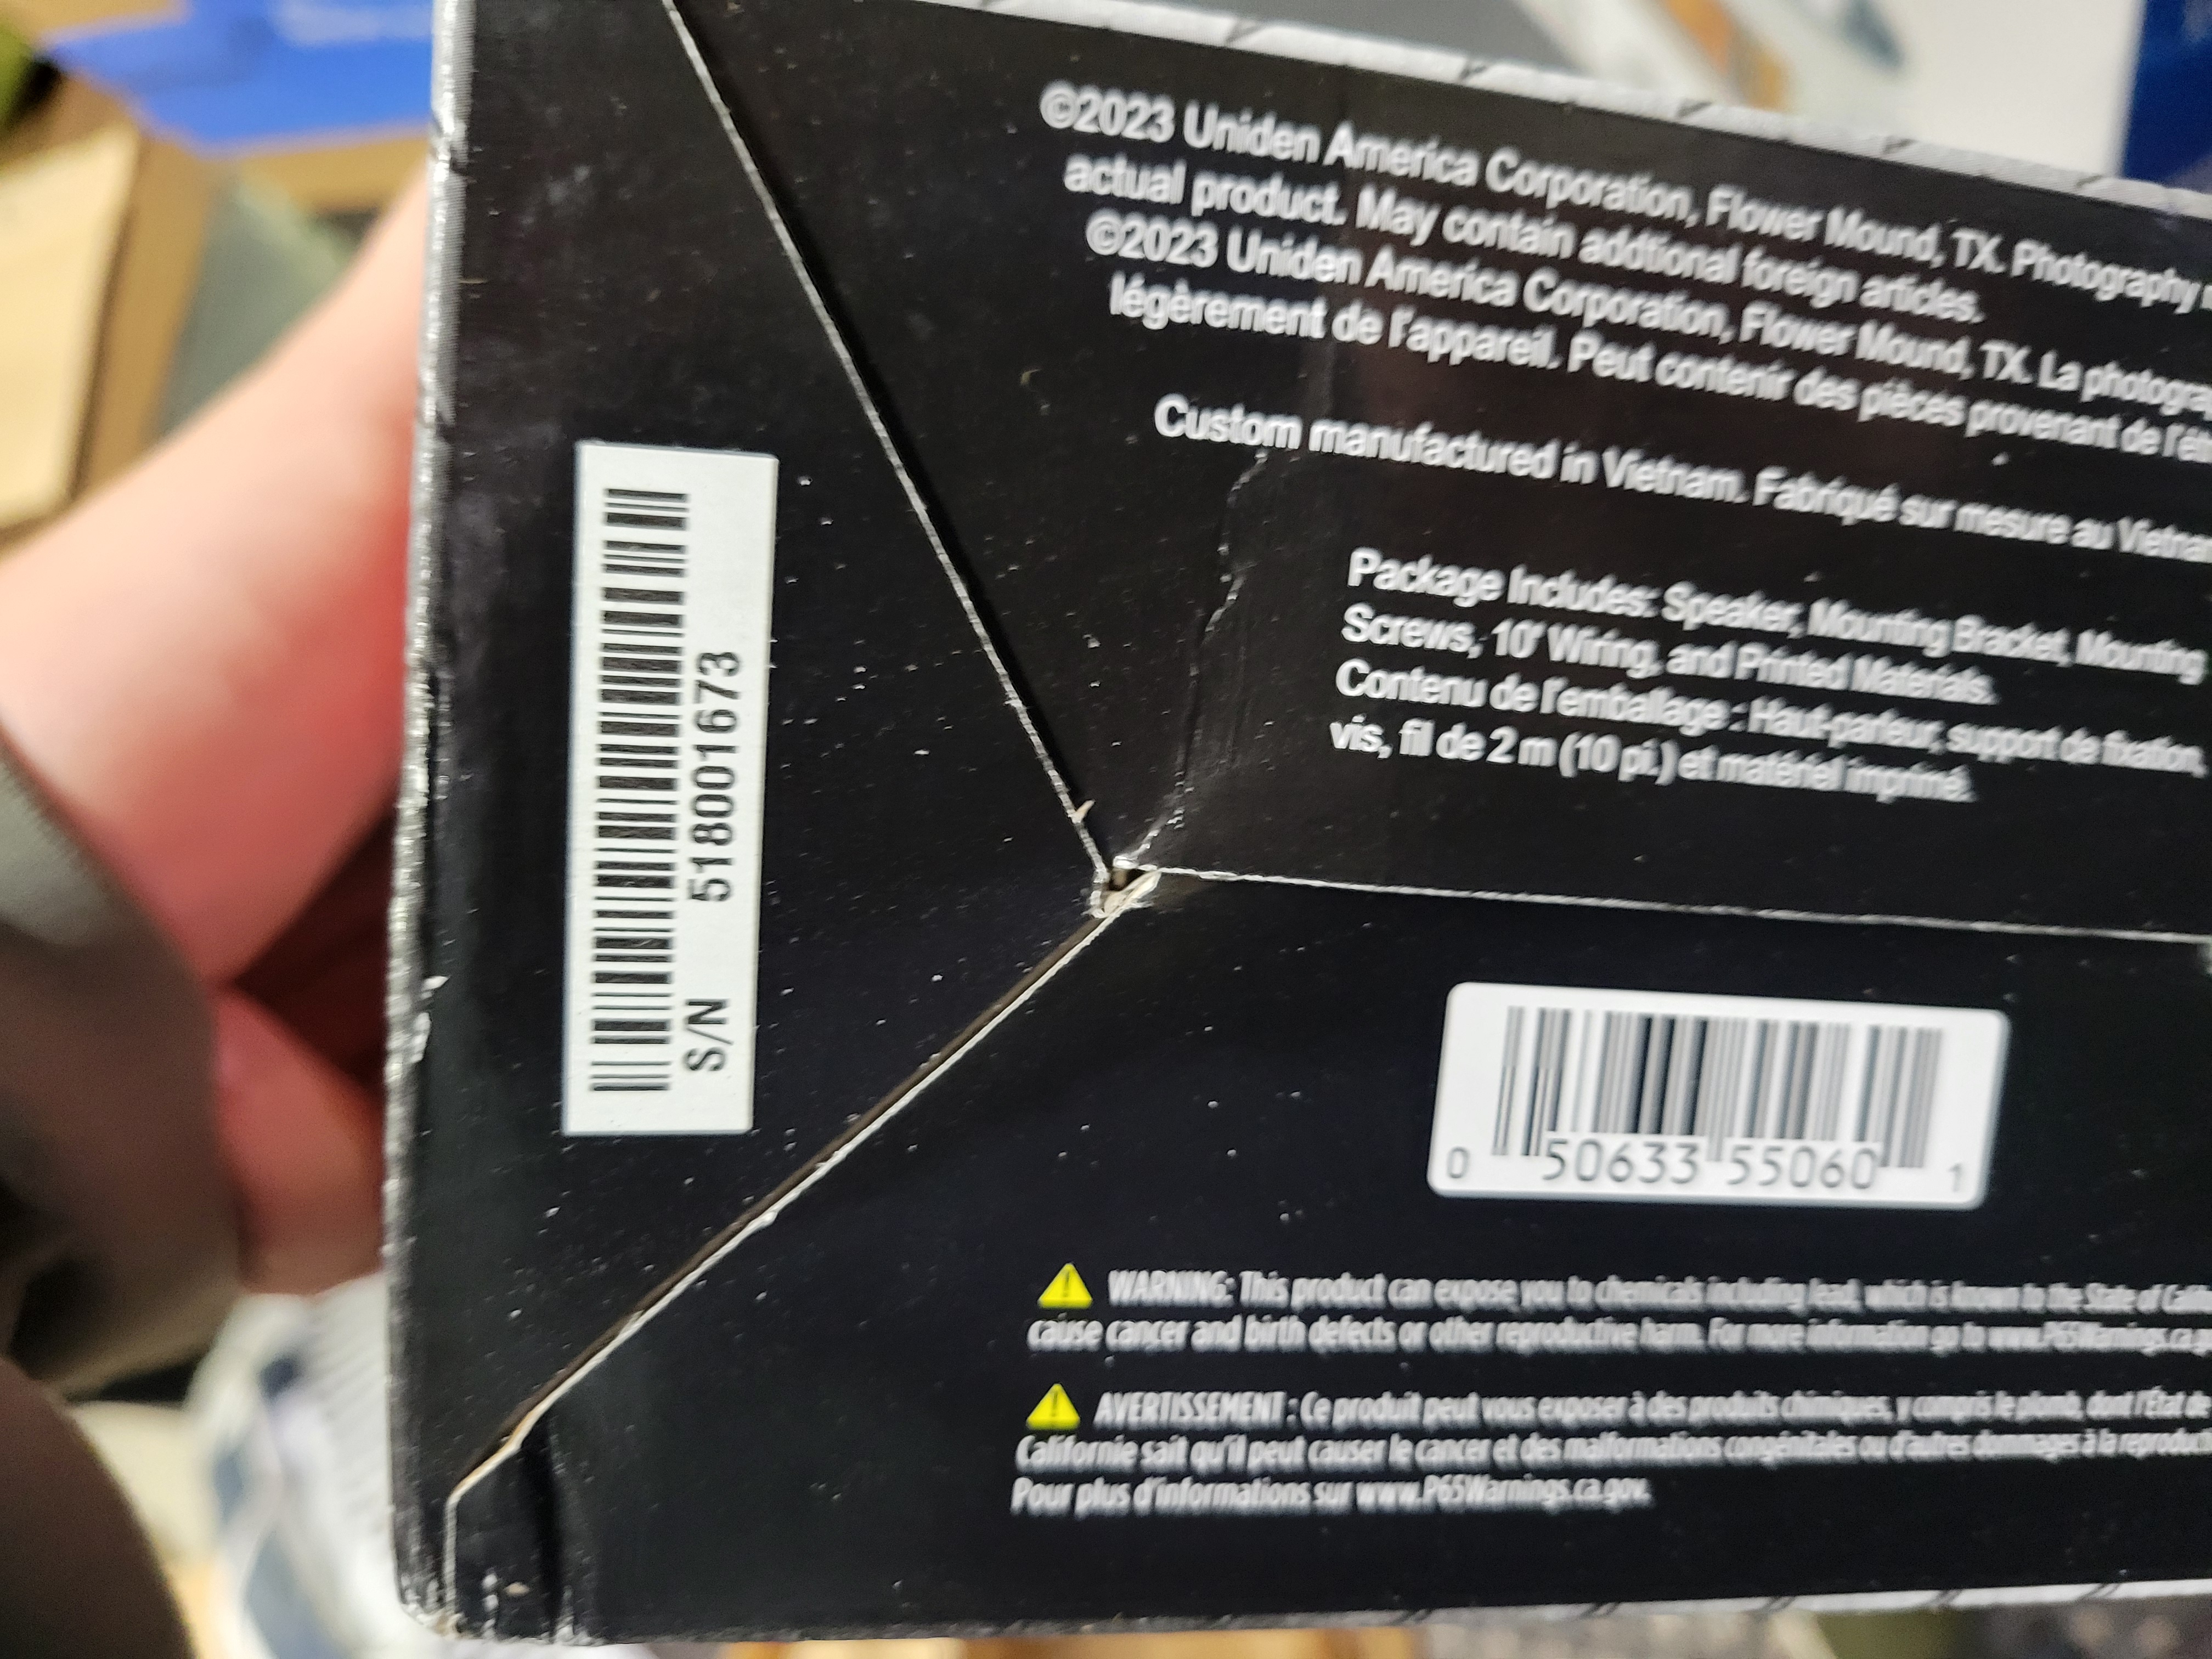 ©2023 Uniden America Corporation, Flower Mound, TX. Photography
actual product. May contain addtional foreign articles.
©2023 Uniden America Corporation, Flower Mound, TX. La photogra
légèrement de l'appareil. Peut contenir des pièces provenant de l'ét
Custom manufactured in Vietnam. Fabriqué sur mesure au Vietna
Package Includes: Speaker, Mounting Bracket, Mounting
Screws, 10' Wiring, and Printed Materials.
Contenu de l'emballage : Haut-parleur, support de fixation,
vis, fil de 2 m (10 pi.) et matériel imprimé.
S/N 518001673
0 50633 55060 1
WARNING: This product can expose you to chemicals including lead, which is known to the State of Califo
cause cancer and birth defects or other reproductive harm. For more information go to www.P65Warnings.ca.g
AVERTISSEMENT : Ce produit peut vous exposer à des produits chimiques, y compris le plomb, dont l'État de
Californie sait qu'il peut causer le cancer et des malformations congénitales ou d'autres dommages à la reproduct
Pour plus d'informations sur www.P65Warnings.ca.gov.